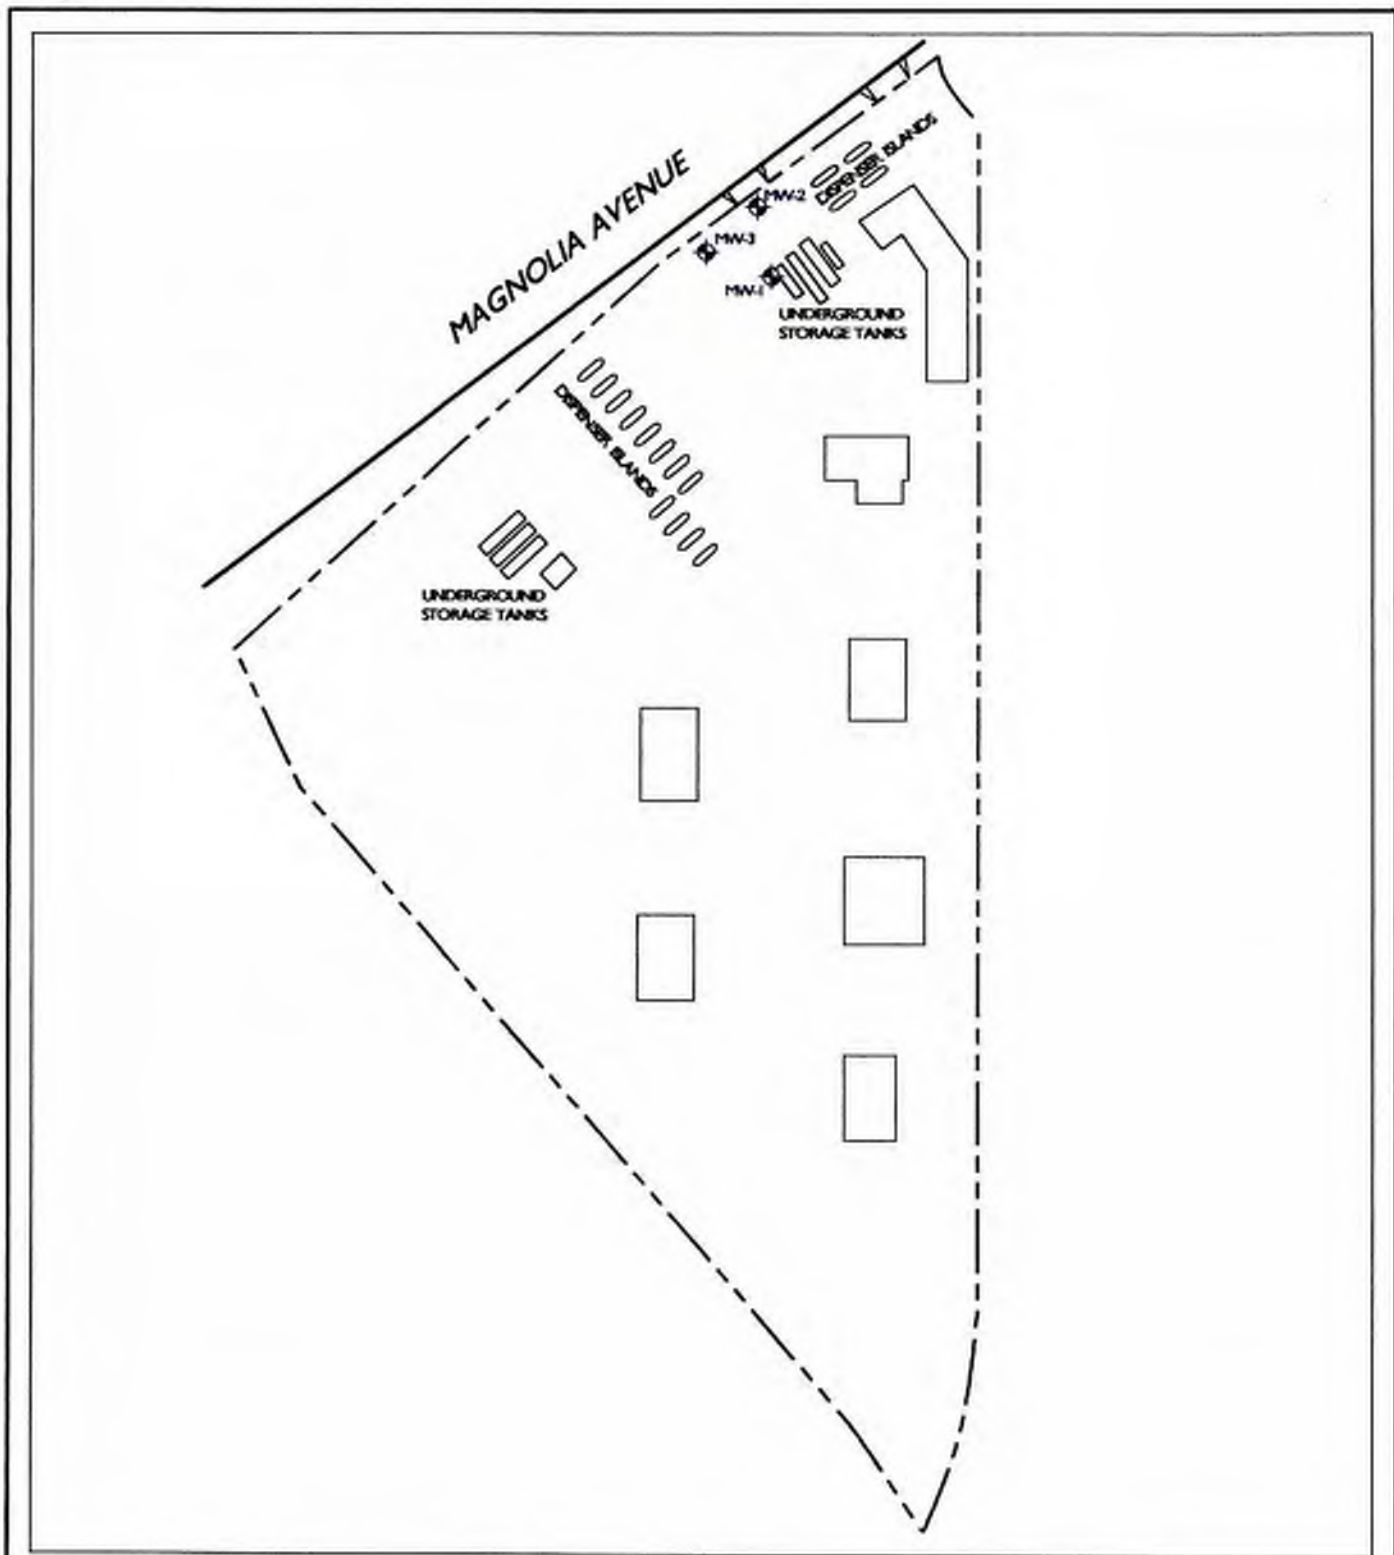 MAGNOLIA AVENUE
DISPENSER ISLANDS
MW-2
MW-3
MW-1
UNDERGROUND
STORAGE TANKS
DISPENSER ISLANDS
UNDERGROUND
STORAGE TANKS